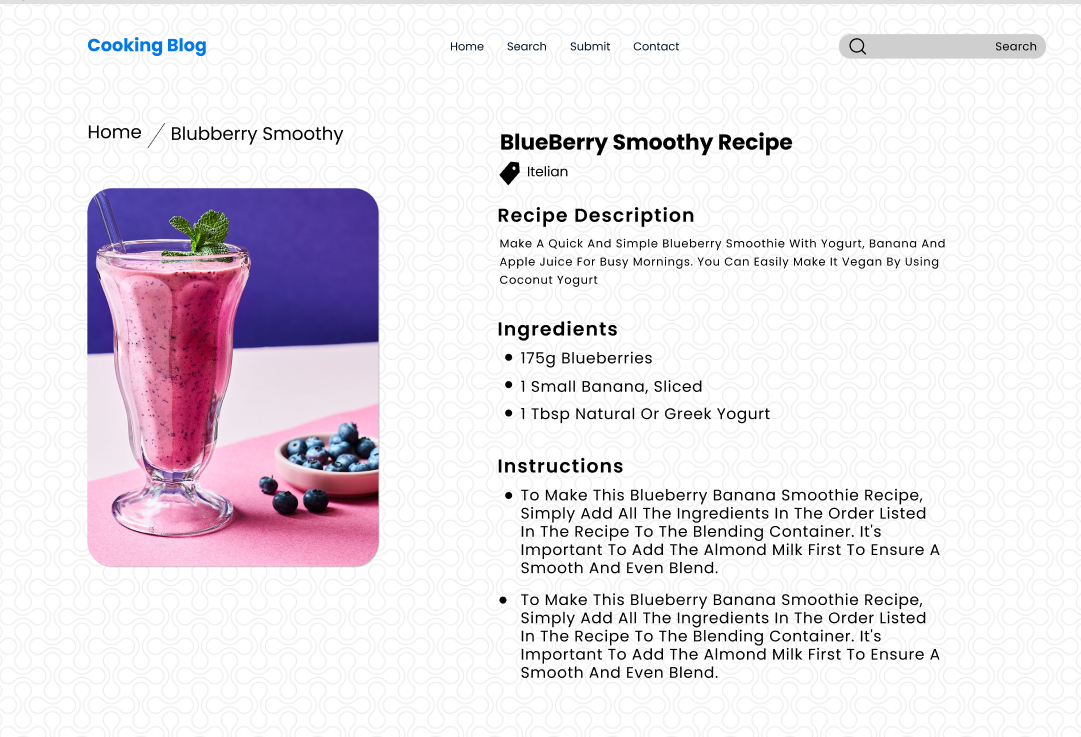 Cooking Blog
Home Search Submit Contact
Search
Home / Blubberry Smoothy
BlueBerry Smoothy Recipe
Itelian
Recipe Description
Make A Quick And Simple Blueberry Smoothie With Yogurt, Banana And
Apple Juice For Busy Mornings. You Can Easily Make It Vegan By Using
Coconut Yogurt
Ingredients
• 175g Blueberries
• 1 Small Banana, Sliced
• 1 Tbsp Natural Or Greek Yogurt
Instructions
• To Make This Blueberry Banana Smoothie Recipe,
Simply Add All The Ingredients In The Order Listed
In The Recipe To The Blending Container. It's
Important To Add The Almond Milk First To Ensure A
Smooth And Even Blend.
• To Make This Blueberry Banana Smoothie Recipe,
Simply Add All The Ingredients In The Order Listed
In The Recipe To The Blending Container. It's
Important To Add The Almond Milk First To Ensure A
Smooth And Even Blend.